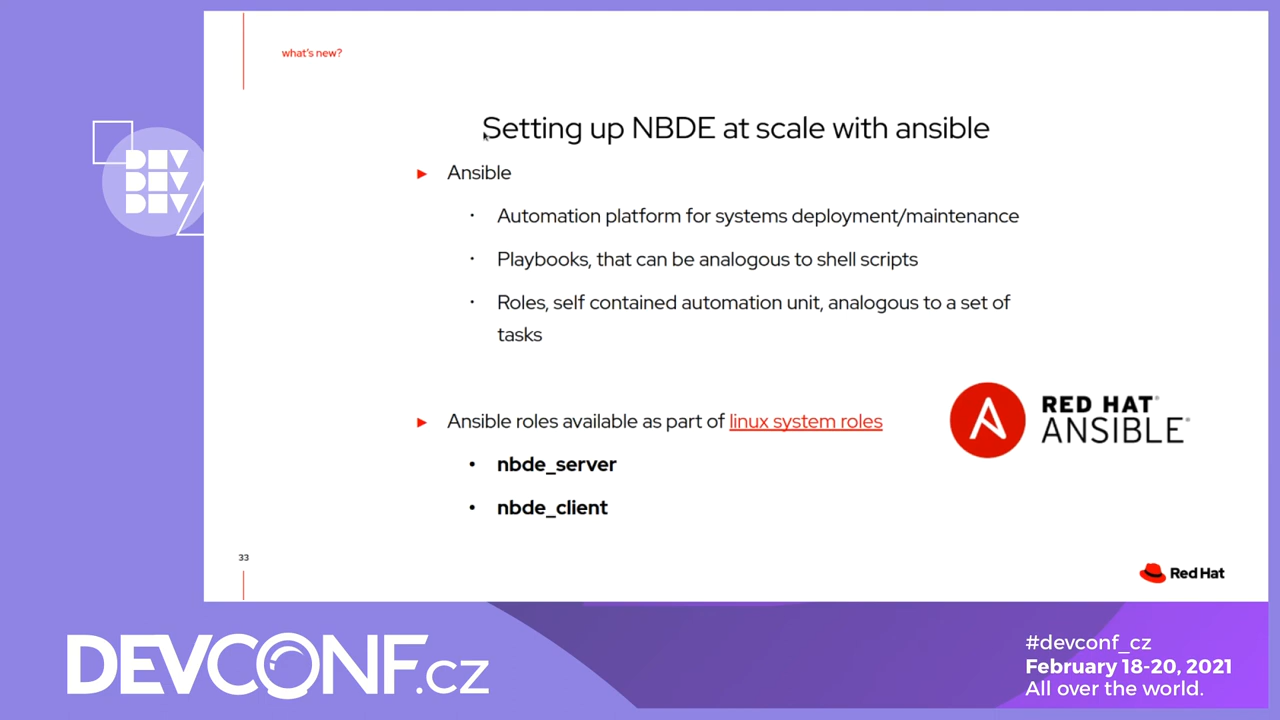 what's new?
Setting up NBDE at scale with ansible
► Ansible
· Automation platform for systems deployment/maintenance
· Playbooks, that can be analogous to shell scripts
· Roles, self contained automation unit, analogous to a set of
tasks
► Ansible roles available as part of linux system roles
• nbde_server
• nbde_client
RED HAT®
ANSIBLE®
33
Red Hat
DEV
DEV
DEV
DEVCONF.cz
#devconf_cz
February 18-20, 2021
All over the world.